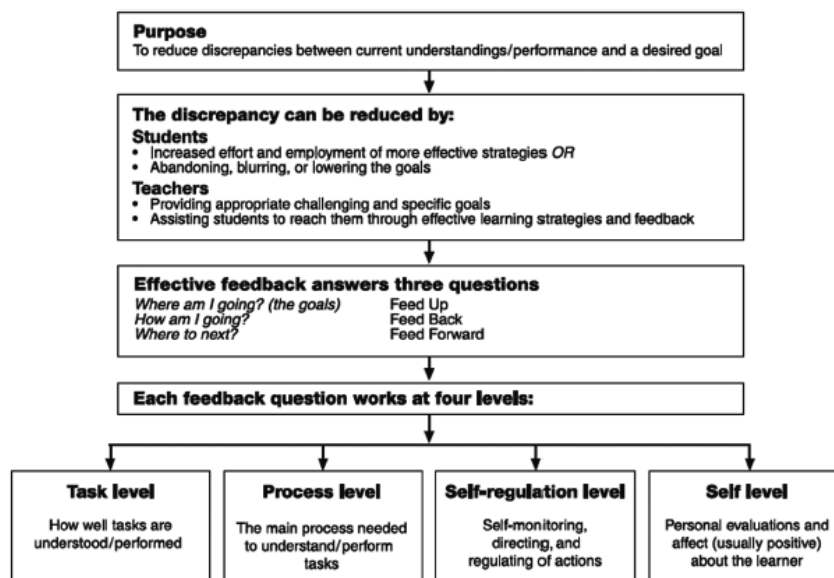 Purpose
To reduce discrepancies between current understandings/performance and a desired goal
The discrepancy can be reduced by:
Students
• Increased effort and employment of more effective strategies OR
• Abandoning, blurring, or lowering the goals
Teachers
• Providing appropriate challenging and specific goals
• Assisting students to reach them through effective learning strategies and feedback
Effective feedback answers three questions
Where am I going? (the goals) Feed Up
How am I going? Feed Back
Where to next? Feed Forward
Each feedback question works at four levels:
Task level
How well tasks are
understood/performed
Process level
The main process needed
to understand/perform
tasks
Self-regulation level
Self-monitoring,
directing, and
regulating of actions
Self level
Personal evaluations and
affect (usually positive)
about the learner